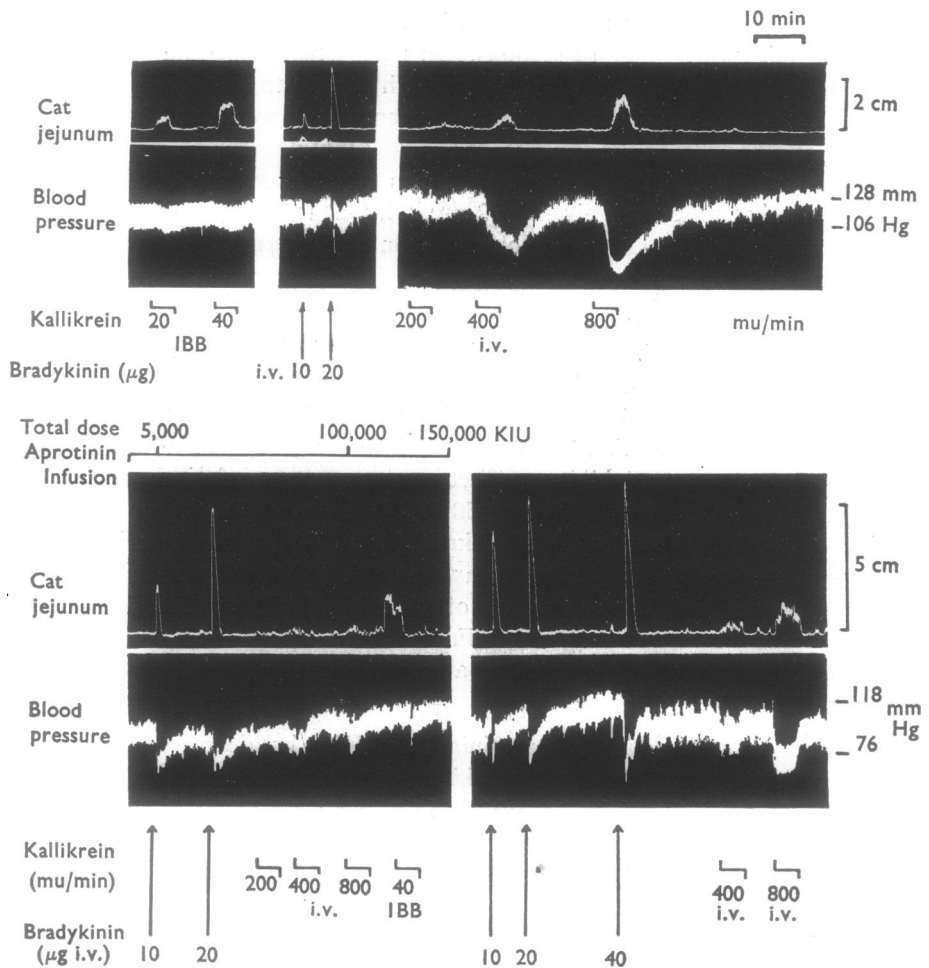 10 min
Cat
jejunum
2 cm
Blood
pressure
128 mm
106 Hg
Kallikrein 20 40 200 400 800 mu/min
IBB i.v.
Bradykinin (μg) i.v. 10 20
Total dose 5,000 100,000 150,000 KIU
Aprotinin
Infusion
Cat
jejunum
5 cm
Blood
pressure
118 mm
76 Hg
Kallikrein
(mu/min) 200 400 800 40 400 800
i.v. IBB i.v. i.v.
Bradykinin
(μg i.v.) 10 20 10 20 40